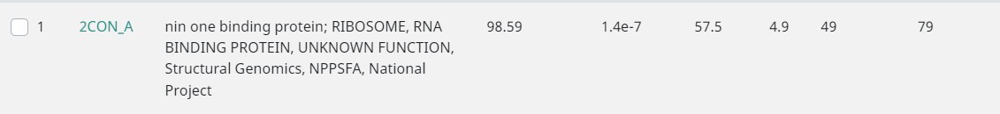 1 2CON_A nin one binding protein; RIBOSOME, RNA 98.59 1.4e-7 57.5 4.9 49 79
BINDING PROTEIN, UNKNOWN FUNCTION,
Structural Genomics, NPPSFA, National
Project